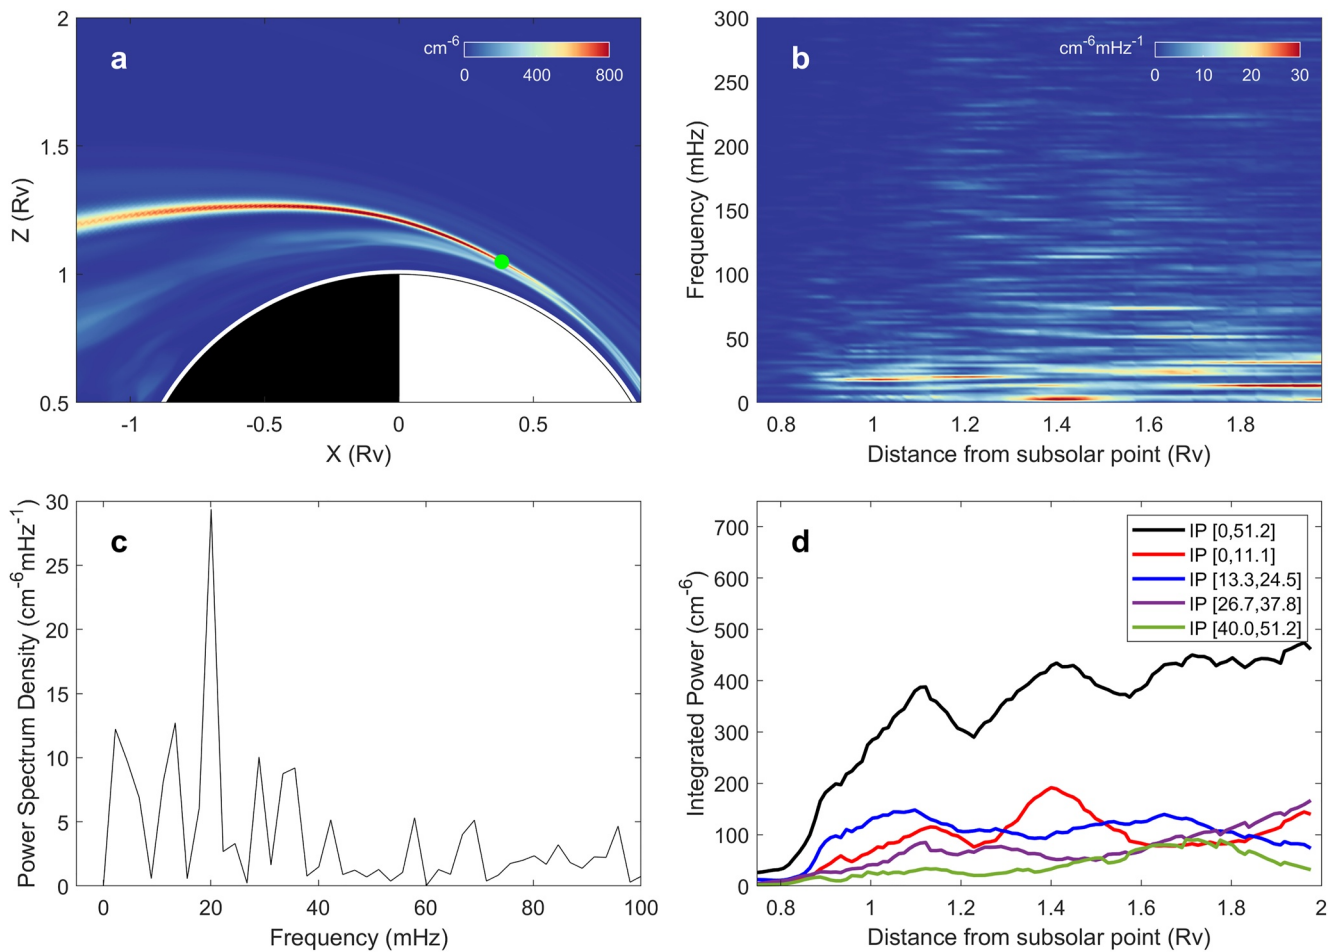 a
cm-6
0 400 800
2
1.5
1
0.5
Z (Rv)
-1 -0.5 0 0.5
X (Rv)
b
cm-6mHz-1
0 10 20 30
300
250
200
150
100
50
0
Frequency (mHz)
0.8 1 1.2 1.4 1.6 1.8
Distance from subsolar point (Rv)
c
30
25
20
15
10
5
0
Power Spectrum Density (cm-6mHz-1)
0 20 40 60 80 100
Frequency (mHz)
d
IP [0,51.2]
IP [0,11.1]
IP [13.3,24.5]
IP [26.7,37.8]
IP [40.0,51.2]
700
600
500
400
300
200
100
0
Integrated Power (cm-6)
0.8 1 1.2 1.4 1.6 1.8 2
Distance from subsolar point (Rv)